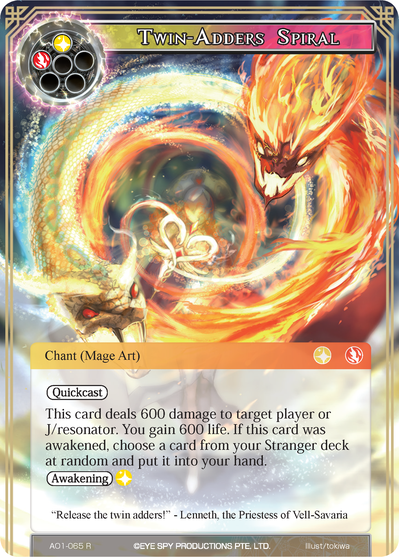 Twin-Adders Spiral
Chant (Mage Art)
Quickcast
This card deals 600 damage to target player or
J/resonator. You gain 600 life. If this card was
awakened, choose a card from your Stranger deck
at random and put it into your hand.
Awakening
“Release the twin adders!” - Lenneth, the Priestess of Vell-Savaria
AO1-065 R ©EYE SPY PRODUCTIONS PTE. LTD. Illust/tokiwa